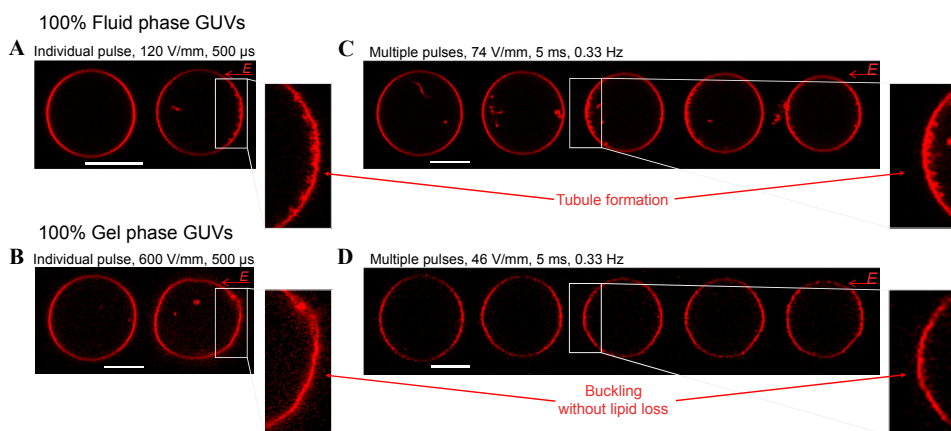 100% Fluid phase GUVs
A Individual pulse, 120 V/mm, 500 µs
E
C Multiple pulses, 74 V/mm, 5 ms, 0.33 Hz
E
Tubule formation
100% Gel phase GUVs
B Individual pulse, 600 V/mm, 500 µs
E
D Multiple pulses, 46 V/mm, 5 ms, 0.33 Hz
E
Buckling
without lipid loss